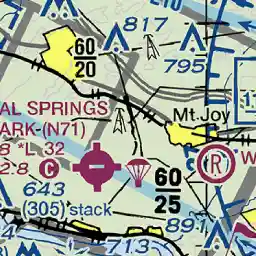 817
60
20
795
AL SPRINGS
ARK-(N71)
8 *L 32
2:8 C
Mt. Joy
R
W
643
(305) stack
60
25
713
891